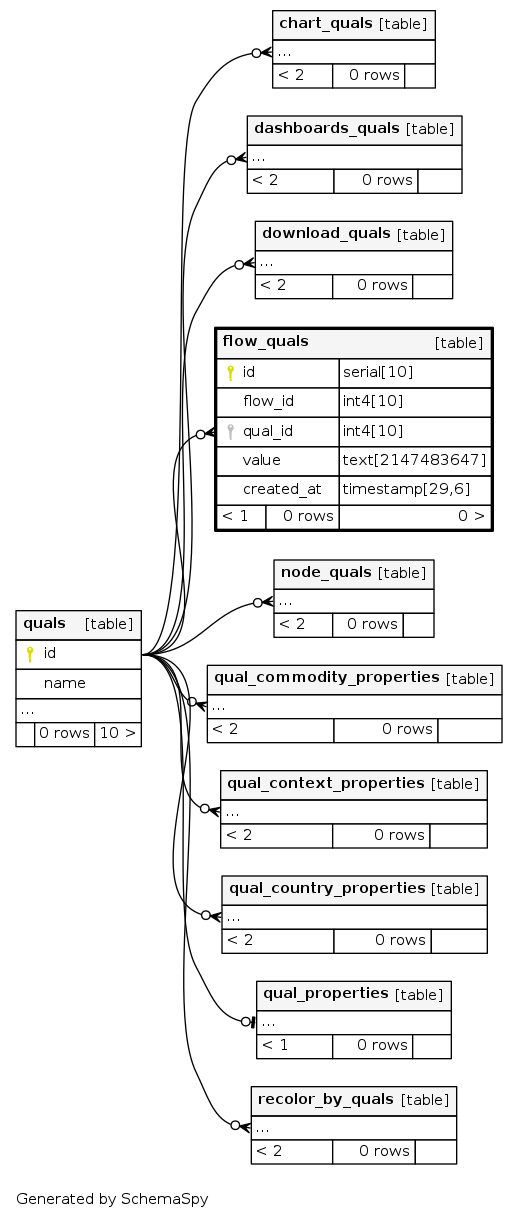 chart_quals [table]
...
< 2 0 rows
dashboards_quals [table]
...
< 2 0 rows
download_quals [table]
...
< 2 0 rows
flow_quals [table]
id serial[10]
flow_id int4[10]
qual_id int4[10]
value text[2147483647]
created_at timestamp[29,6]
< 1 0 rows 0 >
node_quals [table]
...
< 2 0 rows
quals [table]
id
name
...
0 rows 10 >
qual_commodity_properties [table]
...
< 2 0 rows
qual_context_properties [table]
...
< 2 0 rows
qual_country_properties [table]
...
< 2 0 rows
qual_properties [table]
...
< 1 0 rows
recolor_by_quals [table]
...
< 2 0 rows
Generated by SchemaSpy